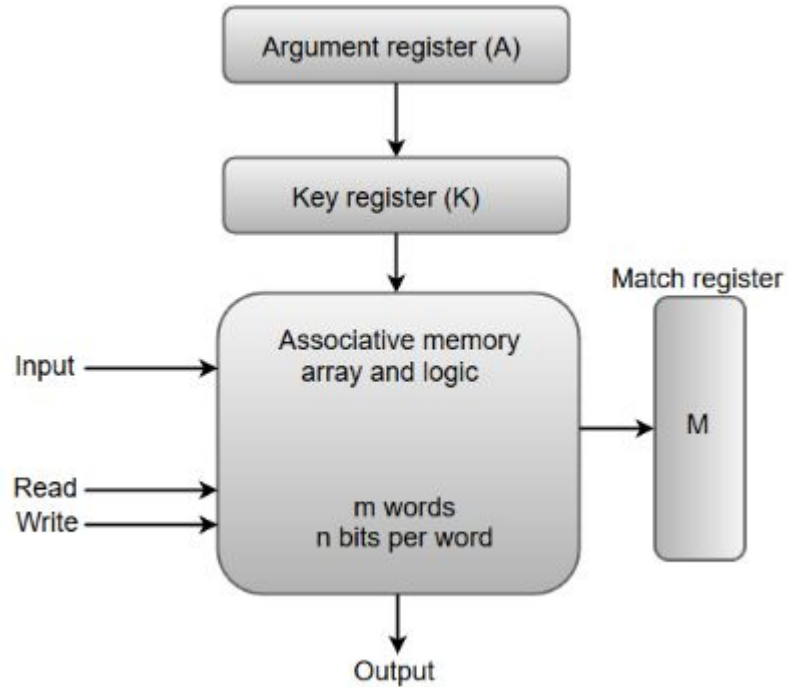 Argument register (A)
Key register (K)
Match register
Associative memory
array and logic
Input
M
Read
Write
m words
n bits per word
Output